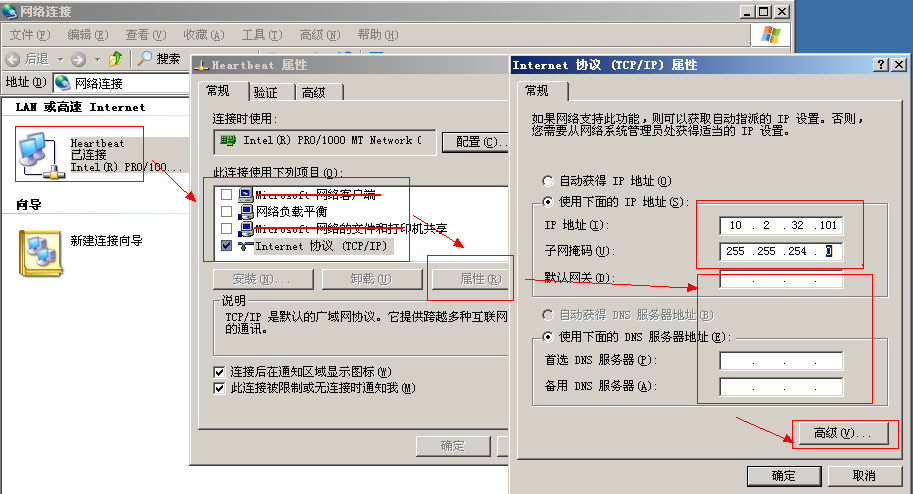 网络连接
文件(F) 编辑(E) 查看(V) 收藏(A) 工具(T) 高级(N) 帮助(H)
后退 搜索
地址(D) 网络连接
LAN 或高速 Internet
Heartbeat
已连接
Intel(R) PRO/100...
向导
新建连接向导
Heartbeat 属性
常规 验证 高级
连接时使用:
Intel(R) PRO/1000 MT Network C
配置(C)..
此连接使用下列项目(O):
Microsoft 网络客户端
网络负载平衡
Microsoft 网络的文件和打印机共享
Internet 协议 (TCP/IP)
安装(N)... 卸载(U) 属性(R)
说明
TCP/IP 是默认的广域网协议。它提供跨越多种互联网
的通讯。
连接后在通知区域显示图标(W)
此连接被限制或无连接时通知我(M)
确定
Internet 协议 (TCP/IP) 属性
常规
如果网络支持此功能，则可以获取自动指派的 IP 设置。否则，
您需要从网络系统管理员处获得适当的 IP 设置。
自动获得 IP 地址(O)
使用下面的 IP 地址(S):
IP 地址(I): 10 . 2 . 32 .101
子网掩码(U): 255 .255 .254 . 0
默认网关(D): . . .
自动获得 DNS 服务器地址(B)
使用下面的 DNS 服务器地址(E):
首选 DNS 服务器(P): . . .
备用 DNS 服务器(A): . . .
高级(V)...
确定 取消